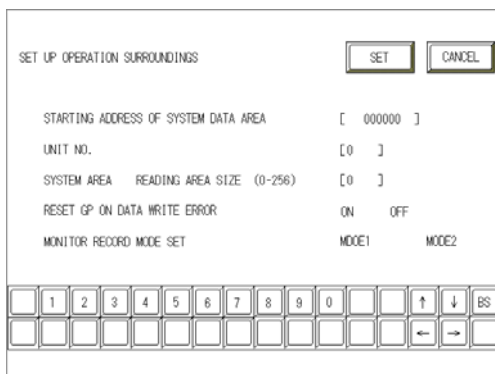 SET UP OPERATION SURROUNDINGS SET CANCEL
STARTING ADDRESS OF SYSTEM DATA AREA [ 000000 ]
UNIT NO. [0 ]
SYSTEM AREA READING AREA SIZE (0-256) [0 ]
RESET GP ON DATA WRITE ERROR ON OFF
MONITOR RECORD MODE SET MDOE1 MODE2
1 2 3 4 5 6 7 8 9 0 ↑ ↓ BS
← →